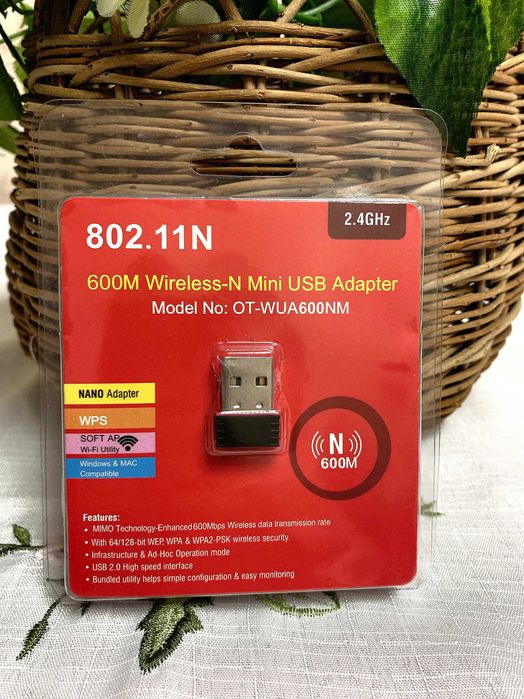 2.4GHz
802.11N
600M Wireless-N Mini USB Adapter
Model No: OT-WUA600NM
NANO Adapter
WPS
SOFT AP
Wi-Fi Utility
Windows & MAC
Compatible
N
600M
Features:
• MIMO Technology-Enhanced 600Mbps Wireless data transmission rate
• With 64/128-bit WEP, WPA & WPA2-PSK wireless security
• Infrastructure & Ad-Hoc Operation mode
• USB 2.0 High speed interface
• Bundled utility helps simple configuration & easy monitoring